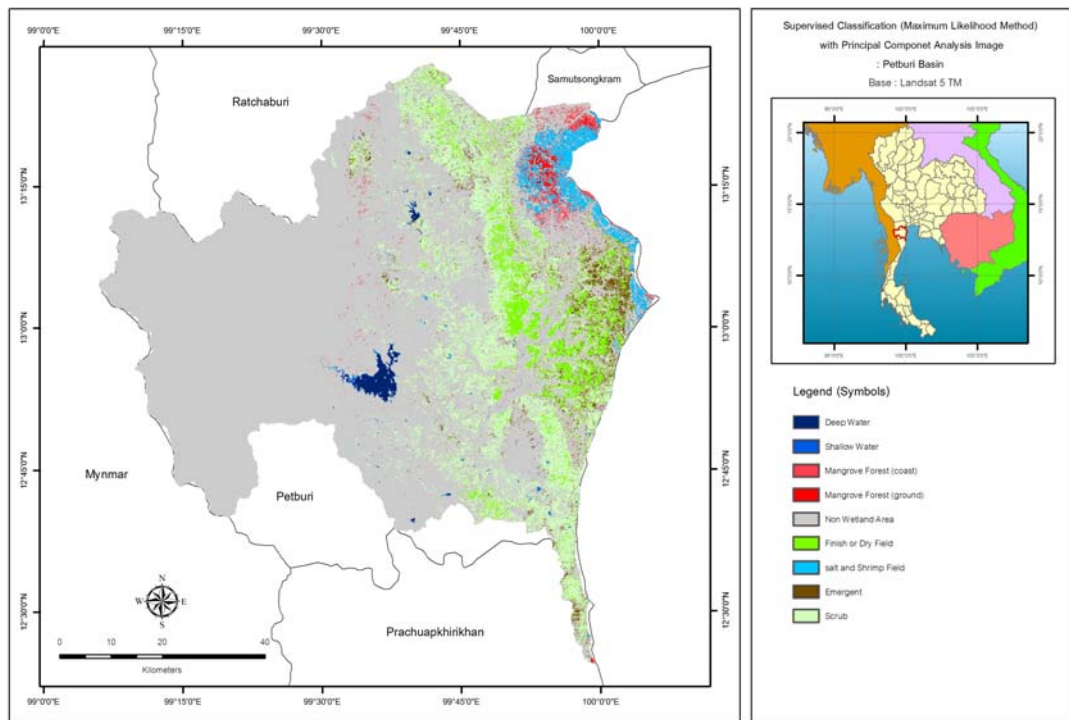 99°0'0"E 99°15'0"E 99°30'0"E 99°45'0"E 100°0'0"E
Samutsongkram
Ratchaburi
13°15'0"N 13°15'0"N
13°0'0"N 13°0'0"N
12°45'0"N 12°45'0"N
Mynmar
Petburi
12°30'0"N 12°30'0"N
Prachuapkhirikhan
N
W E
S
0 10 20 40
Kilometers
99°0'0"E 99°15'0"E 99°30'0"E 99°45'0"E 100°0'0"E
Supervised Classification (Maximum Likelihood Method)
with Principal Componet Analysis Image
: Petburi Basin
Base : Landsat 5 TM
Legend (Symbols)
Deep Water
Shallow Water
Mangrove Forest (coast)
Mangrove Forest (ground)
Non Wetland Area
Finish or Dry Field
salt and Shrimp Field
Emergent
Scrub